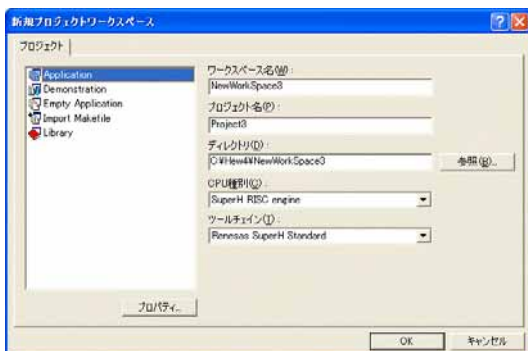 新規プロジェクトワークスペース
プロジェクト
Application
Demonstration
Empty Application
Import Makefile
Library
プロパティ...
ワークスペース名(W):
NewWorkSpace3
プロジェクト名(P):
Project3
ディレクトリ(D):
C:¥Hew4¥NewWorkSpace3
参照(B)...
CPU種別(C):
SuperH RISC engine
ツールチェイン(T):
Renesas SuperH Standard
OK
キャンセル